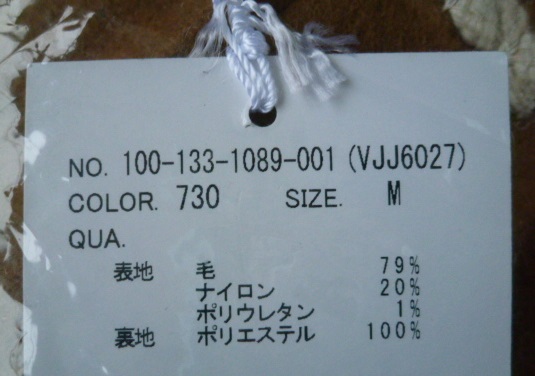 NO. 100-133-1089-001 (VJJ6027)
COLOR. 730 SIZE. M
QUA.
表地 毛 79%
ナイロン 20%
ポリウレタン 1%
裏地 ポリエステル 100%